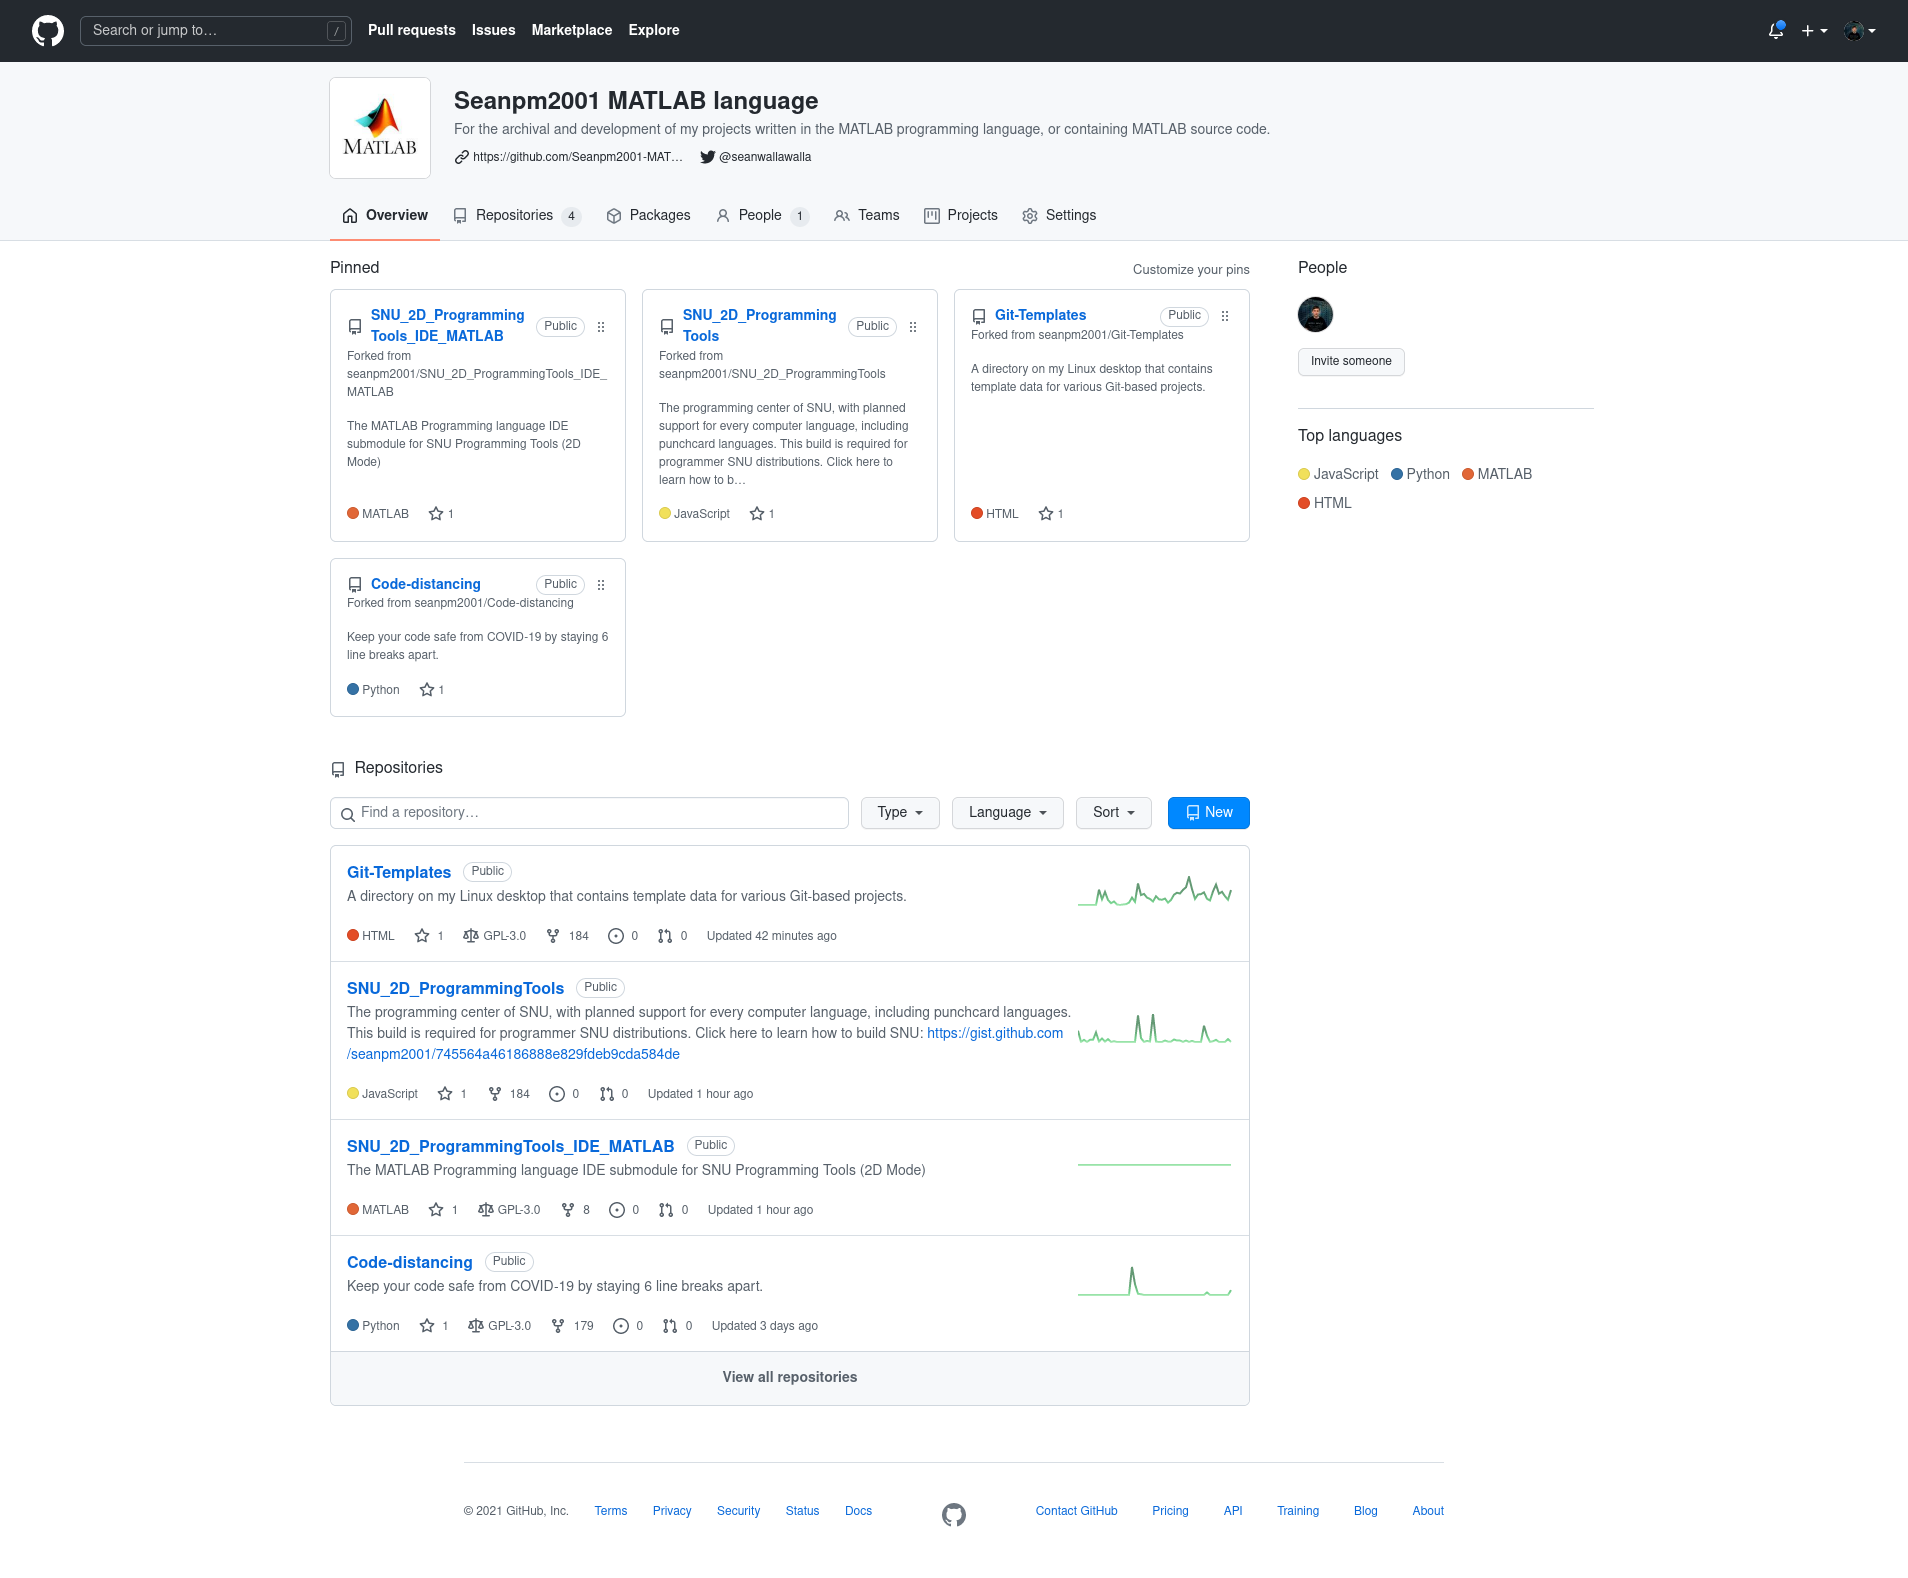 Search or jump to… /
Pull requests Issues Marketplace Explore
MATLAB
Seanpm2001 MATLAB language
For the archival and development of my projects written in the MATLAB programming language, or containing MATLAB source code.
https://github.com/Seanpm2001-MAT… @seanwallawalla
Overview Repositories 4 Packages People 1 Teams Projects Settings
Pinned
Customize your pins
SNU_2D_Programming
Tools_IDE_MATLAB
Public
Forked from
seanpm2001/SNU_2D_ProgrammingTools_IDE_
MATLAB
The MATLAB Programming language IDE
submodule for SNU Programming Tools (2D
Mode)
MATLAB 1
SNU_2D_Programming
Tools
Public
Forked from
seanpm2001/SNU_2D_ProgrammingTools
The programming center of SNU, with planned
support for every computer language, including
punchcard languages. This build is required for
programmer SNU distributions. Click here to
learn how to b…
JavaScript 1
Git-Templates
Public
Forked from seanpm2001/Git-Templates
A directory on my Linux desktop that contains
template data for various Git-based projects.
HTML 1
Code-distancing
Public
Forked from seanpm2001/Code-distancing
Keep your code safe from COVID-19 by staying 6
line breaks apart.
Python 1
People
Invite someone
Top languages
JavaScript Python MATLAB
HTML
Repositories
Find a repository… Type Language Sort New
Git-Templates Public
A directory on my Linux desktop that contains template data for various Git-based projects.
HTML 1 GPL-3.0 184 0 0 Updated 42 minutes ago
SNU_2D_ProgrammingTools Public
The programming center of SNU, with planned support for every computer language, including punchcard languages.
This build is required for programmer SNU distributions. Click here to learn how to build SNU: https://gist.github.com
/seanpm2001/745564a46186888e829fdeb9cda584de
JavaScript 1 184 0 0 Updated 1 hour ago
SNU_2D_ProgrammingTools_IDE_MATLAB Public
The MATLAB Programming language IDE submodule for SNU Programming Tools (2D Mode)
MATLAB 1 GPL-3.0 8 0 0 Updated 1 hour ago
Code-distancing Public
Keep your code safe from COVID-19 by staying 6 line breaks apart.
Python 1 GPL-3.0 179 0 0 Updated 3 days ago
View all repositories
© 2021 GitHub, Inc. Terms Privacy Security Status Docs Contact GitHub Pricing API Training Blog About